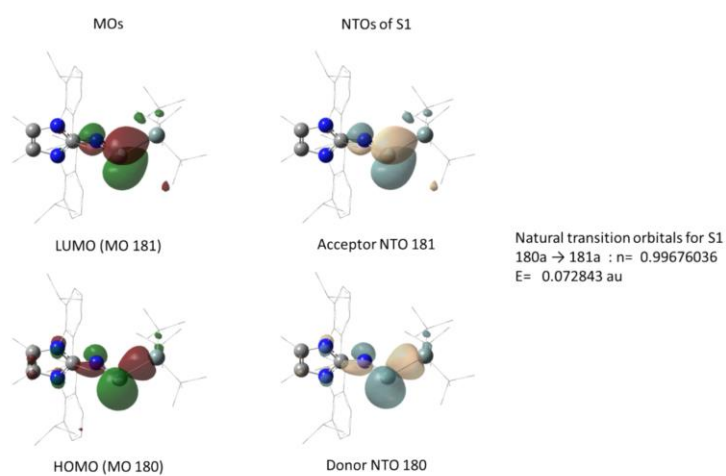 MOs
NTOs of S1
LUMO (MO 181)
Acceptor NTO 181
Natural transition orbitals for S1
180a → 181a : n= 0.99676036
E= 0.072843 au
HOMO (MO 180)
Donor NTO 180